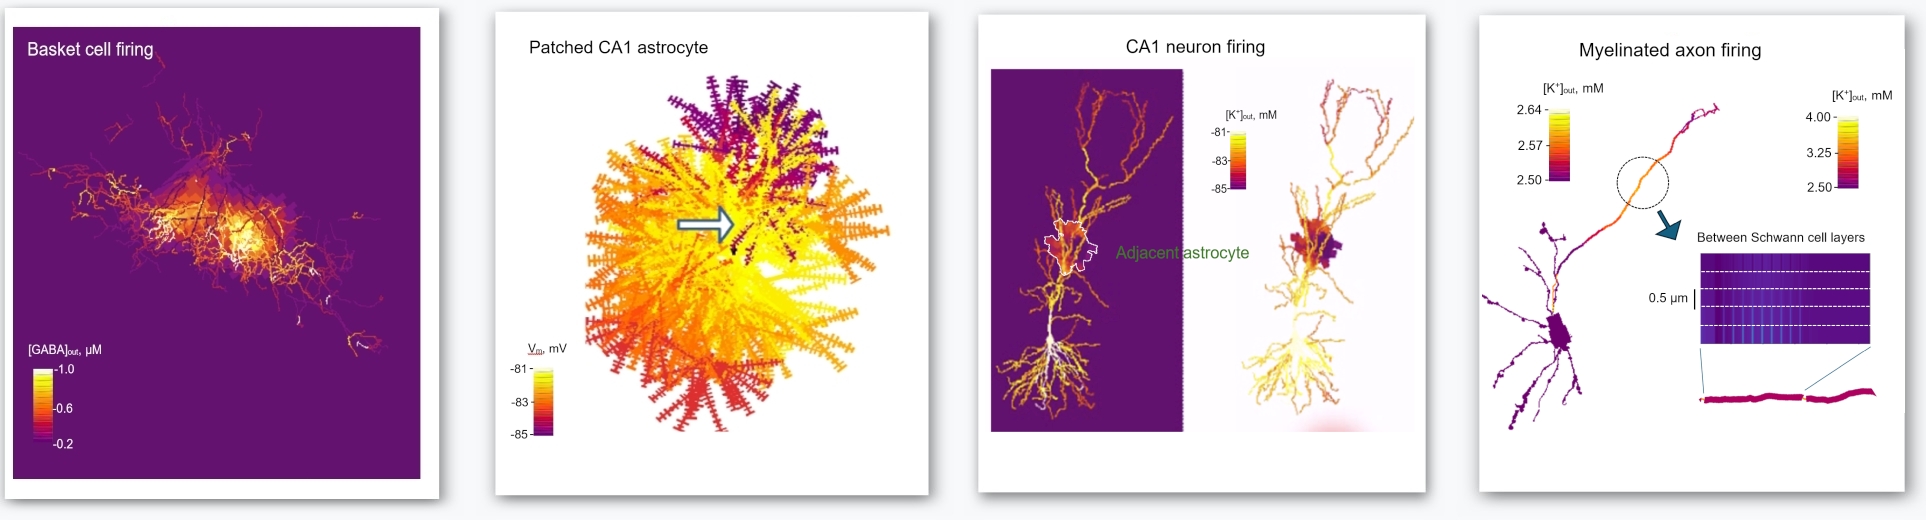 Basket cell firing
[GABA]out, µM
-1.0
-0.6
-0.2
Patched CA1 astrocyte
Vm, mV
-81
-83
-85
CA1 neuron firing
[K+]out, mM
-81
-83
-85
Adjacent astrocyte
Myelinated axon firing
[K+]out, mM
2.64
2.57
2.50
[K+]out, mM
4.00
3.25
2.50
Between Schwann cell layers
0.5 µm